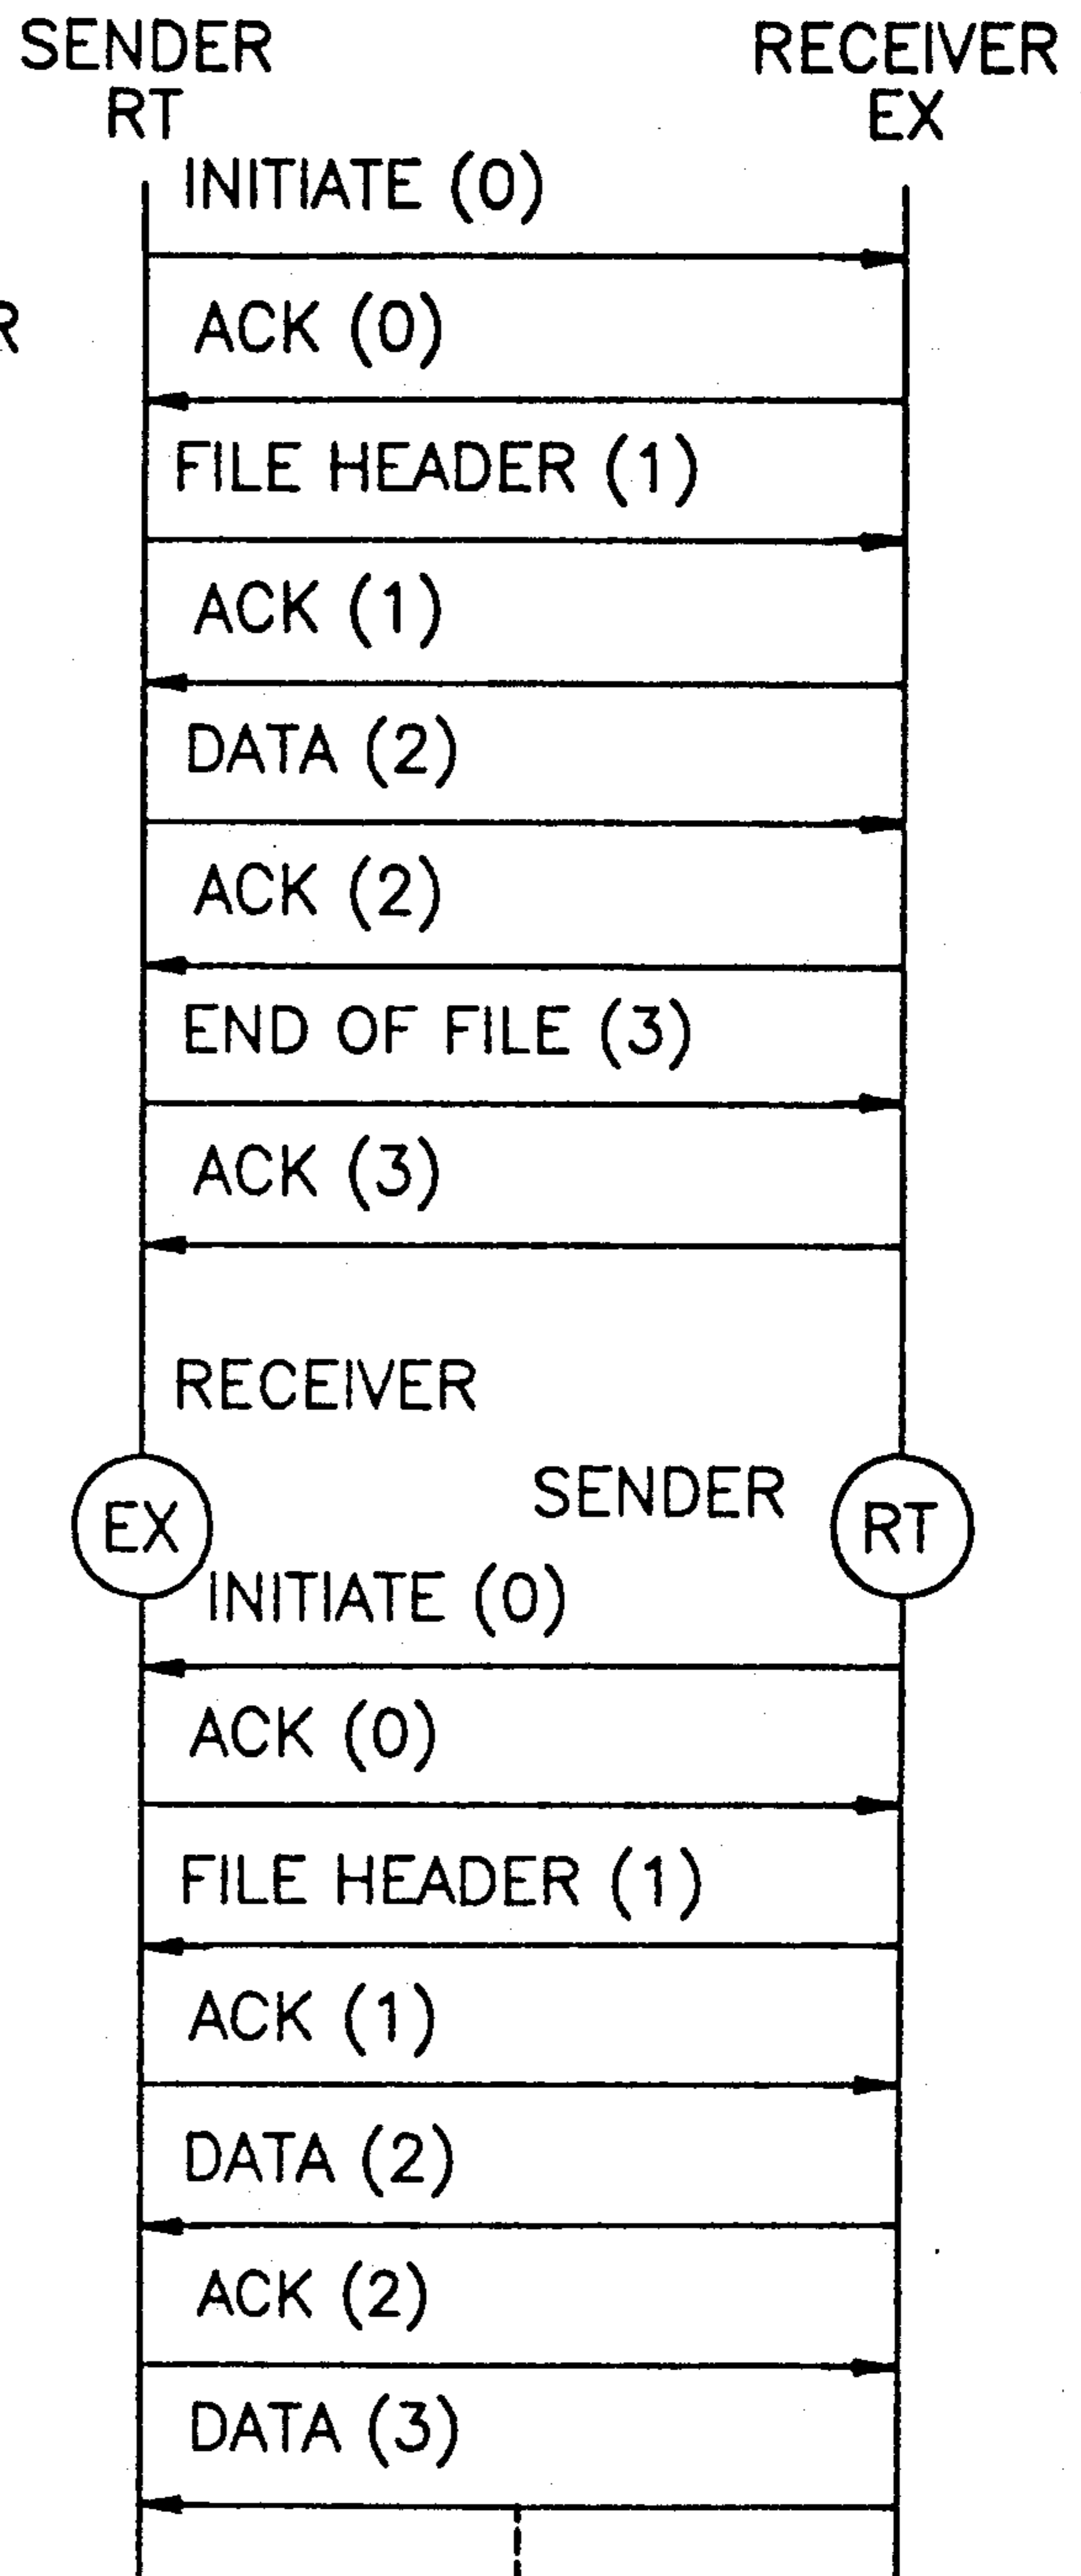 SENDER
RT
RECEIVER
EX
INITIATE (0)
R
ACK (0)
FILE HEADER (1)
ACK (1)
DATA (2)
ACK (2)
END OF FILE (3)
ACK (3)
RECEIVER
SENDER
EX
RT
INITIATE (0)
ACK (0)
FILE HEADER (1)
ACK (1)
DATA (2)
ACK (2)
DATA (3)